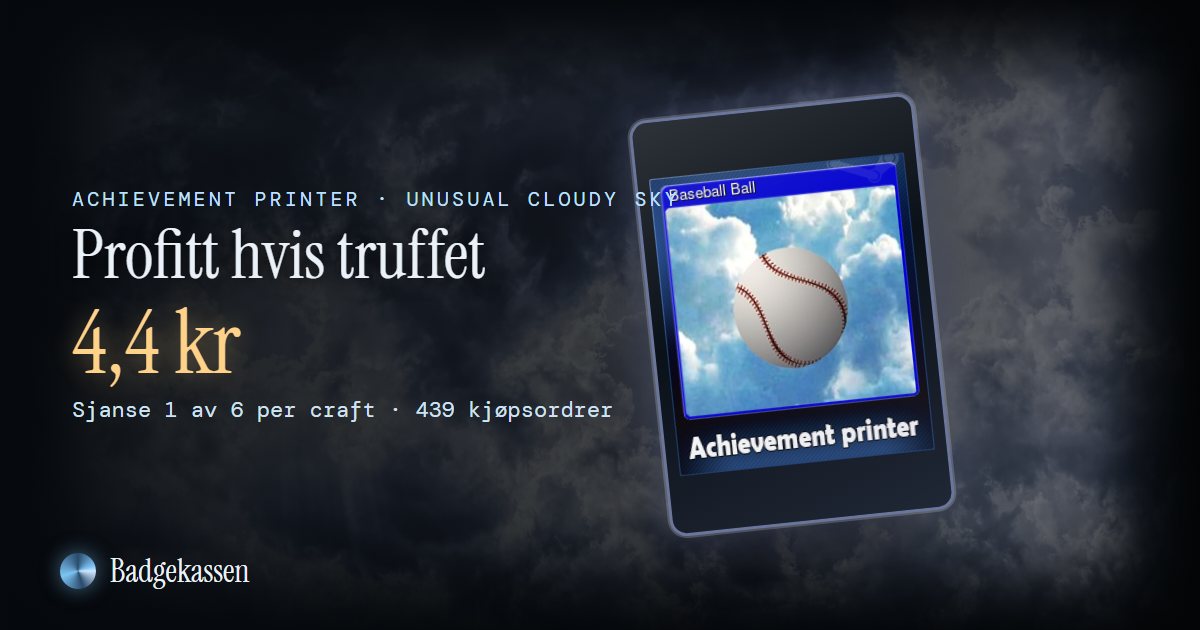 ACHIEVEMENT PRINTER · UNUSUAL CLOUDY SKY
Profitt hvis truffet
4,4 kr
Sjanse 1 av 6 per craft · 439 kjøpsordrer
Baseball Ball
Achievement printer
Badgekassen